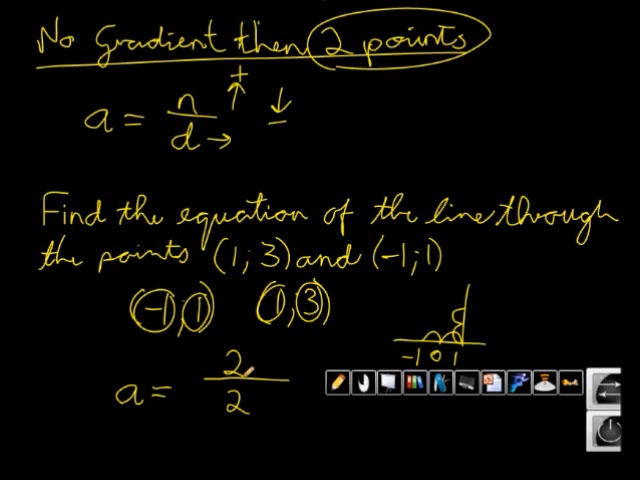 No Gradient then 2 points
a = n/d + → ↓ −
Find the equation of the line through
the points (1; 3) and (-1; 1)
(-1, 1) (1, 3)
-1 0 1
a = 2/2